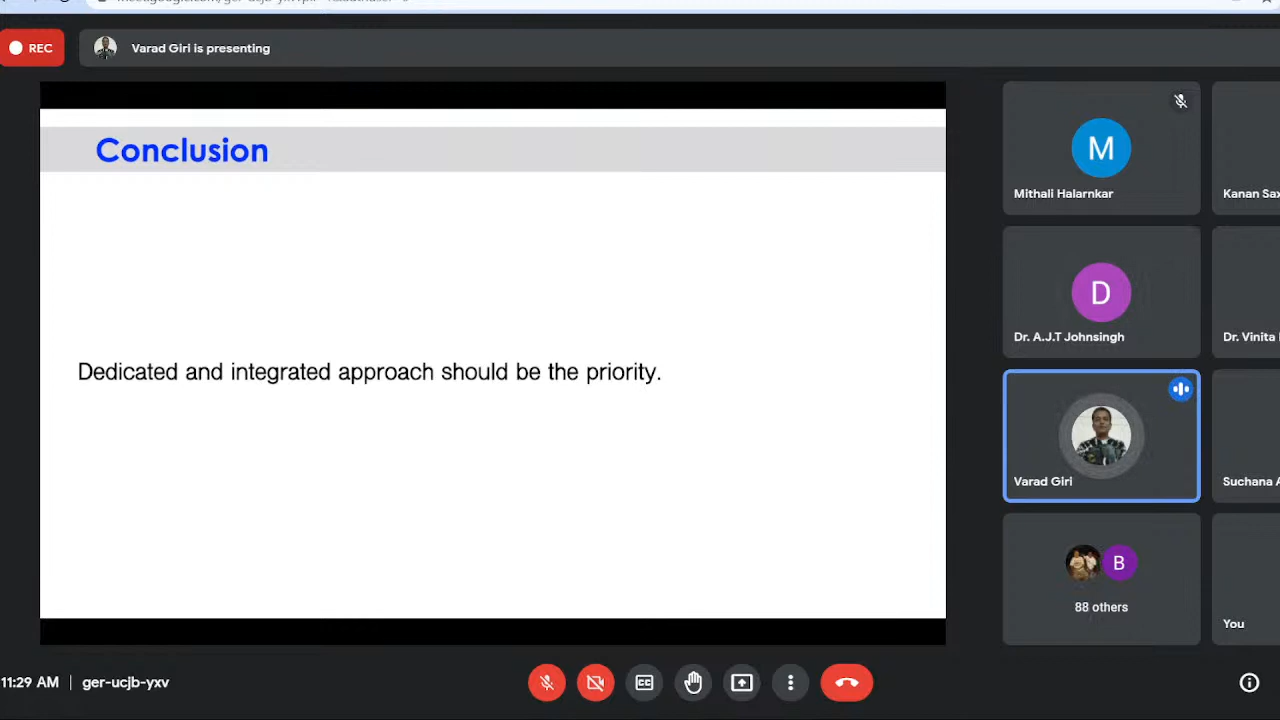 REC
Varad Giri is presenting
Conclusion
Dedicated and integrated approach should be the priority.
M
Mithali Halarnkar
Kanan Sax
D
Dr. A.J.T Johnsingh
Dr. Vinita
Varad Giri
Suchana A
B
88 others
You
11:29 AM | ger-ucjb-yxv
CC